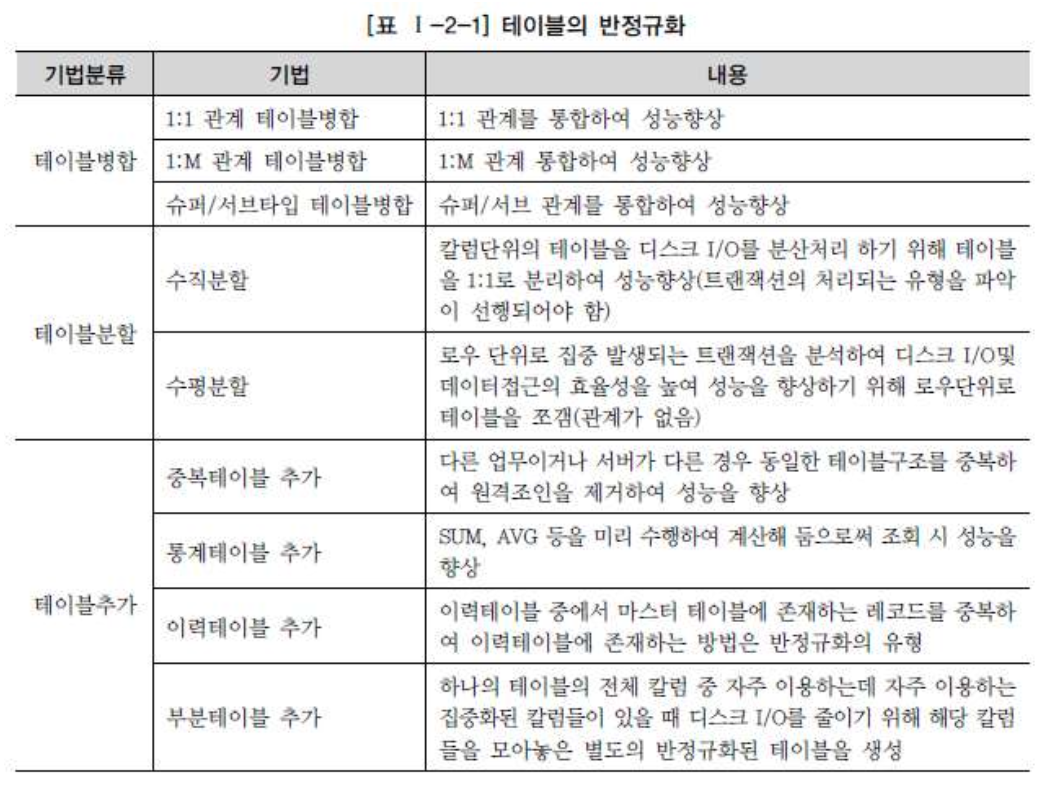 [표 Ⅰ-2-1] 테이블의 반정규화
기법분류 기법 내용
테이블병합
1:1 관계 테이블병합
1:1 관계를 통합하여 성능향상
1:M 관계 테이블병합
1:M 관계 통합하여 성능향상
슈퍼/서브타입 테이블병합
슈퍼/서브 관계를 통합하여 성능향상
테이블분할
수직분할
칼럼단위의 테이블을 디스크 I/O를 분산처리 하기 위해 테이블
을 1:1로 분리하여 성능향상(트랜잭션의 처리되는 유형을 파악
이 선행되어야 함)
수평분할
로우 단위로 집중 발생되는 트랜잭션을 분석하여 디스크 I/O및
데이터접근의 효율성을 높여 성능을 향상하기 위해 로우단위로
테이블을 쪼갬(관계가 없음)
테이블추가
중복테이블 추가
다른 업무이거나 서버가 다른 경우 동일한 테이블구조를 중복하
여 원격조인을 제거하여 성능을 향상
통계테이블 추가
SUM, AVG 등을 미리 수행하여 계산해 둠으로써 조회 시 성능을
향상
이력테이블 추가
이력테이블 중에서 마스터 테이블에 존재하는 레코드를 중복하
여 이력테이블에 존재하는 방법은 반정규화의 유형
부분테이블 추가
하나의 테이블의 전체 칼럼 중 자주 이용하는데 자주 이용하는
집중화된 칼럼들이 있을 때 디스크 I/O를 줄이기 위해 해당 칼럼
들을 모아놓은 별도의 반정규화된 테이블을 생성